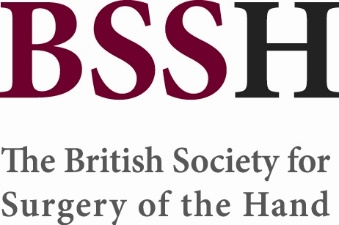 BSSH
The British Society for
Surgery of the Hand